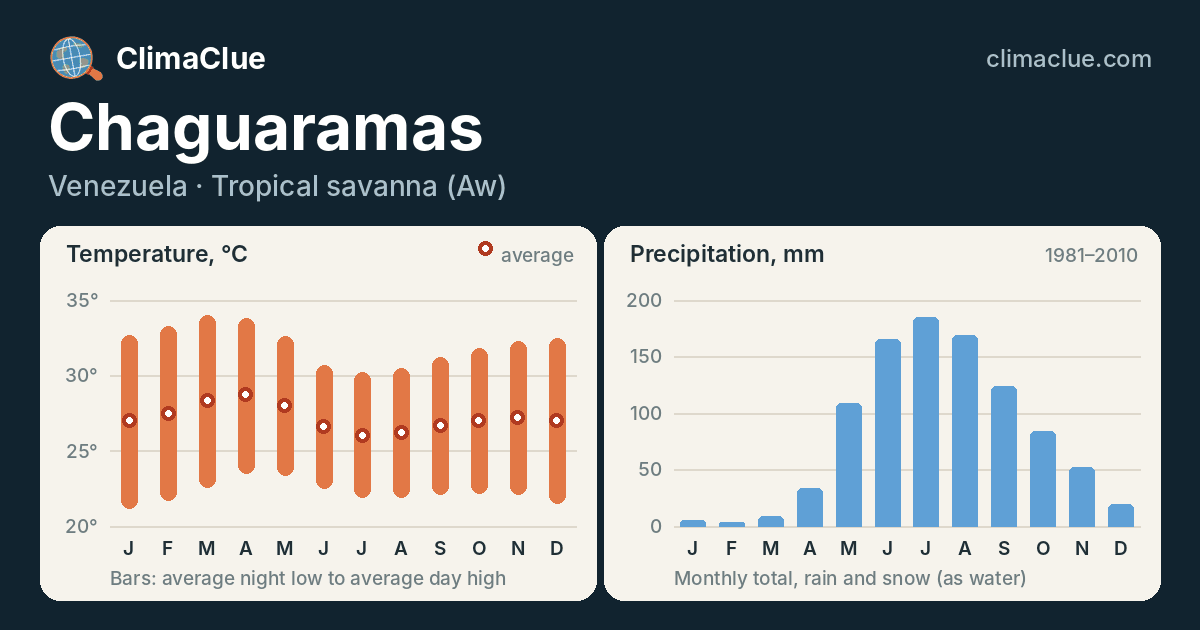 ClimaClue
climaclue.com
Chaguaramas
Venezuela · Tropical savanna (Aw)
Temperature, °C
average
35°
30°
25°
20°
J F M A M J J A S O N D
Bars: average night low to average day high
Precipitation, mm
1981–2010
200
150
100
50
0
J F M A M J J A S O N D
Monthly total, rain and snow (as water)